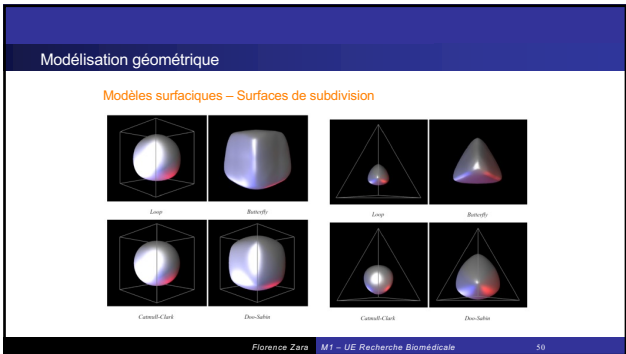 Modélisation géométrique
Modèles surfaciques – Surfaces de subdivision
Loop
Butterfly
Loop
Butterfly
Catmull-Clark
Doo-Sabin
Catmull-Clark
Doo-Sabin
Florence Zara M1 – UE Recherche Biomédicale 50